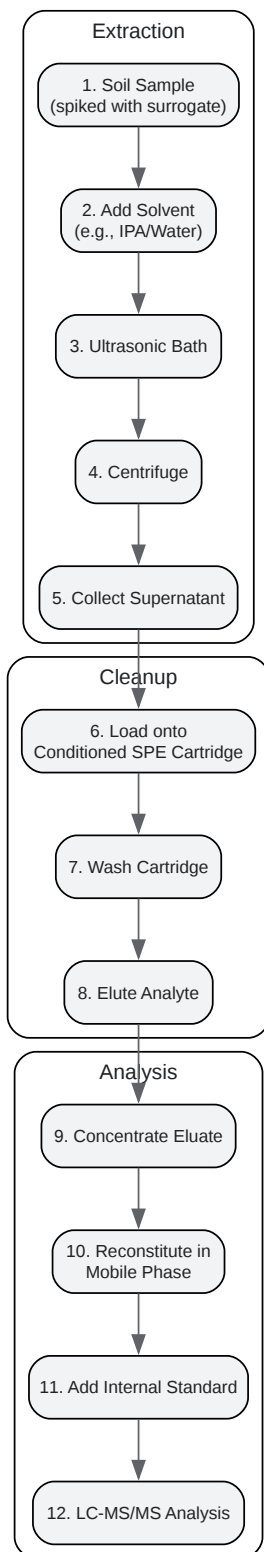 Extraction
1. Soil Sample
(spiked with surrogate)
2. Add Solvent
(e.g., IPA/Water)
3. Ultrasonic Bath
4. Centrifuge
5. Collect Supernatant
Cleanup
6. Load onto
Conditioned SPE Cartridge
7. Wash Cartridge
8. Elute Analyte
Analysis
9. Concentrate Eluate
10. Reconstitute in
Mobile Phase
11. Add Internal Standard
12. LC-MS/MS Analysis